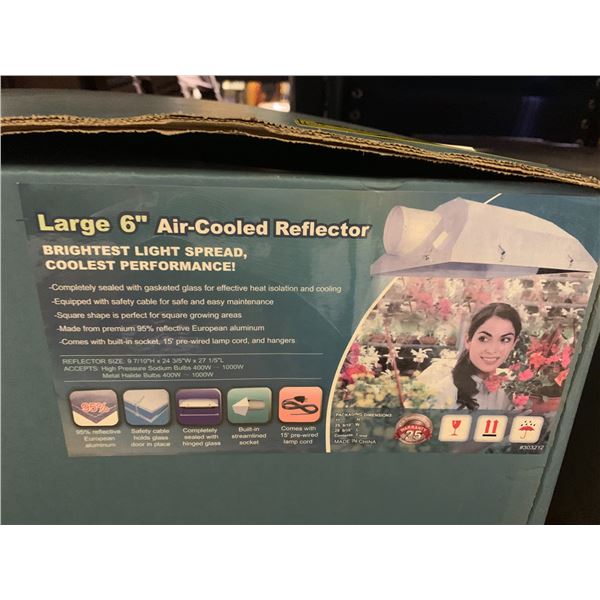 Large 6" Air-Cooled Reflector
BRIGHTEST LIGHT SPREAD,
COOLEST PERFORMANCE!
-Completely sealed with gasketed glass for effective heat isolation and cooling
-Equipped with safety cable for safe and easy maintenance
-Square shape is perfect for square growing areas
-Made from premium 95% reflective European aluminum
-Comes with built-in socket, 15' pre-wired lamp cord, and hangers
REFLECTOR SIZE: 9 7/10"H x 24 3/5"W x 27 1/5"L
ACCEPTS: High Pressure Sodium Bulbs 400W ~ 1000W
Metal Halide Bulbs 400W ~ 1000W
95%
95% reflective
European
aluminum
Safety cable
holds glass
door in place
Completely
sealed with
hinged glass
Built-in
streamlined
socket
Comes with
15' pre-wired
lamp cord
PACKAGING DIMENSIONS
MADE IN CHINA
WARRANTY
25
#303212